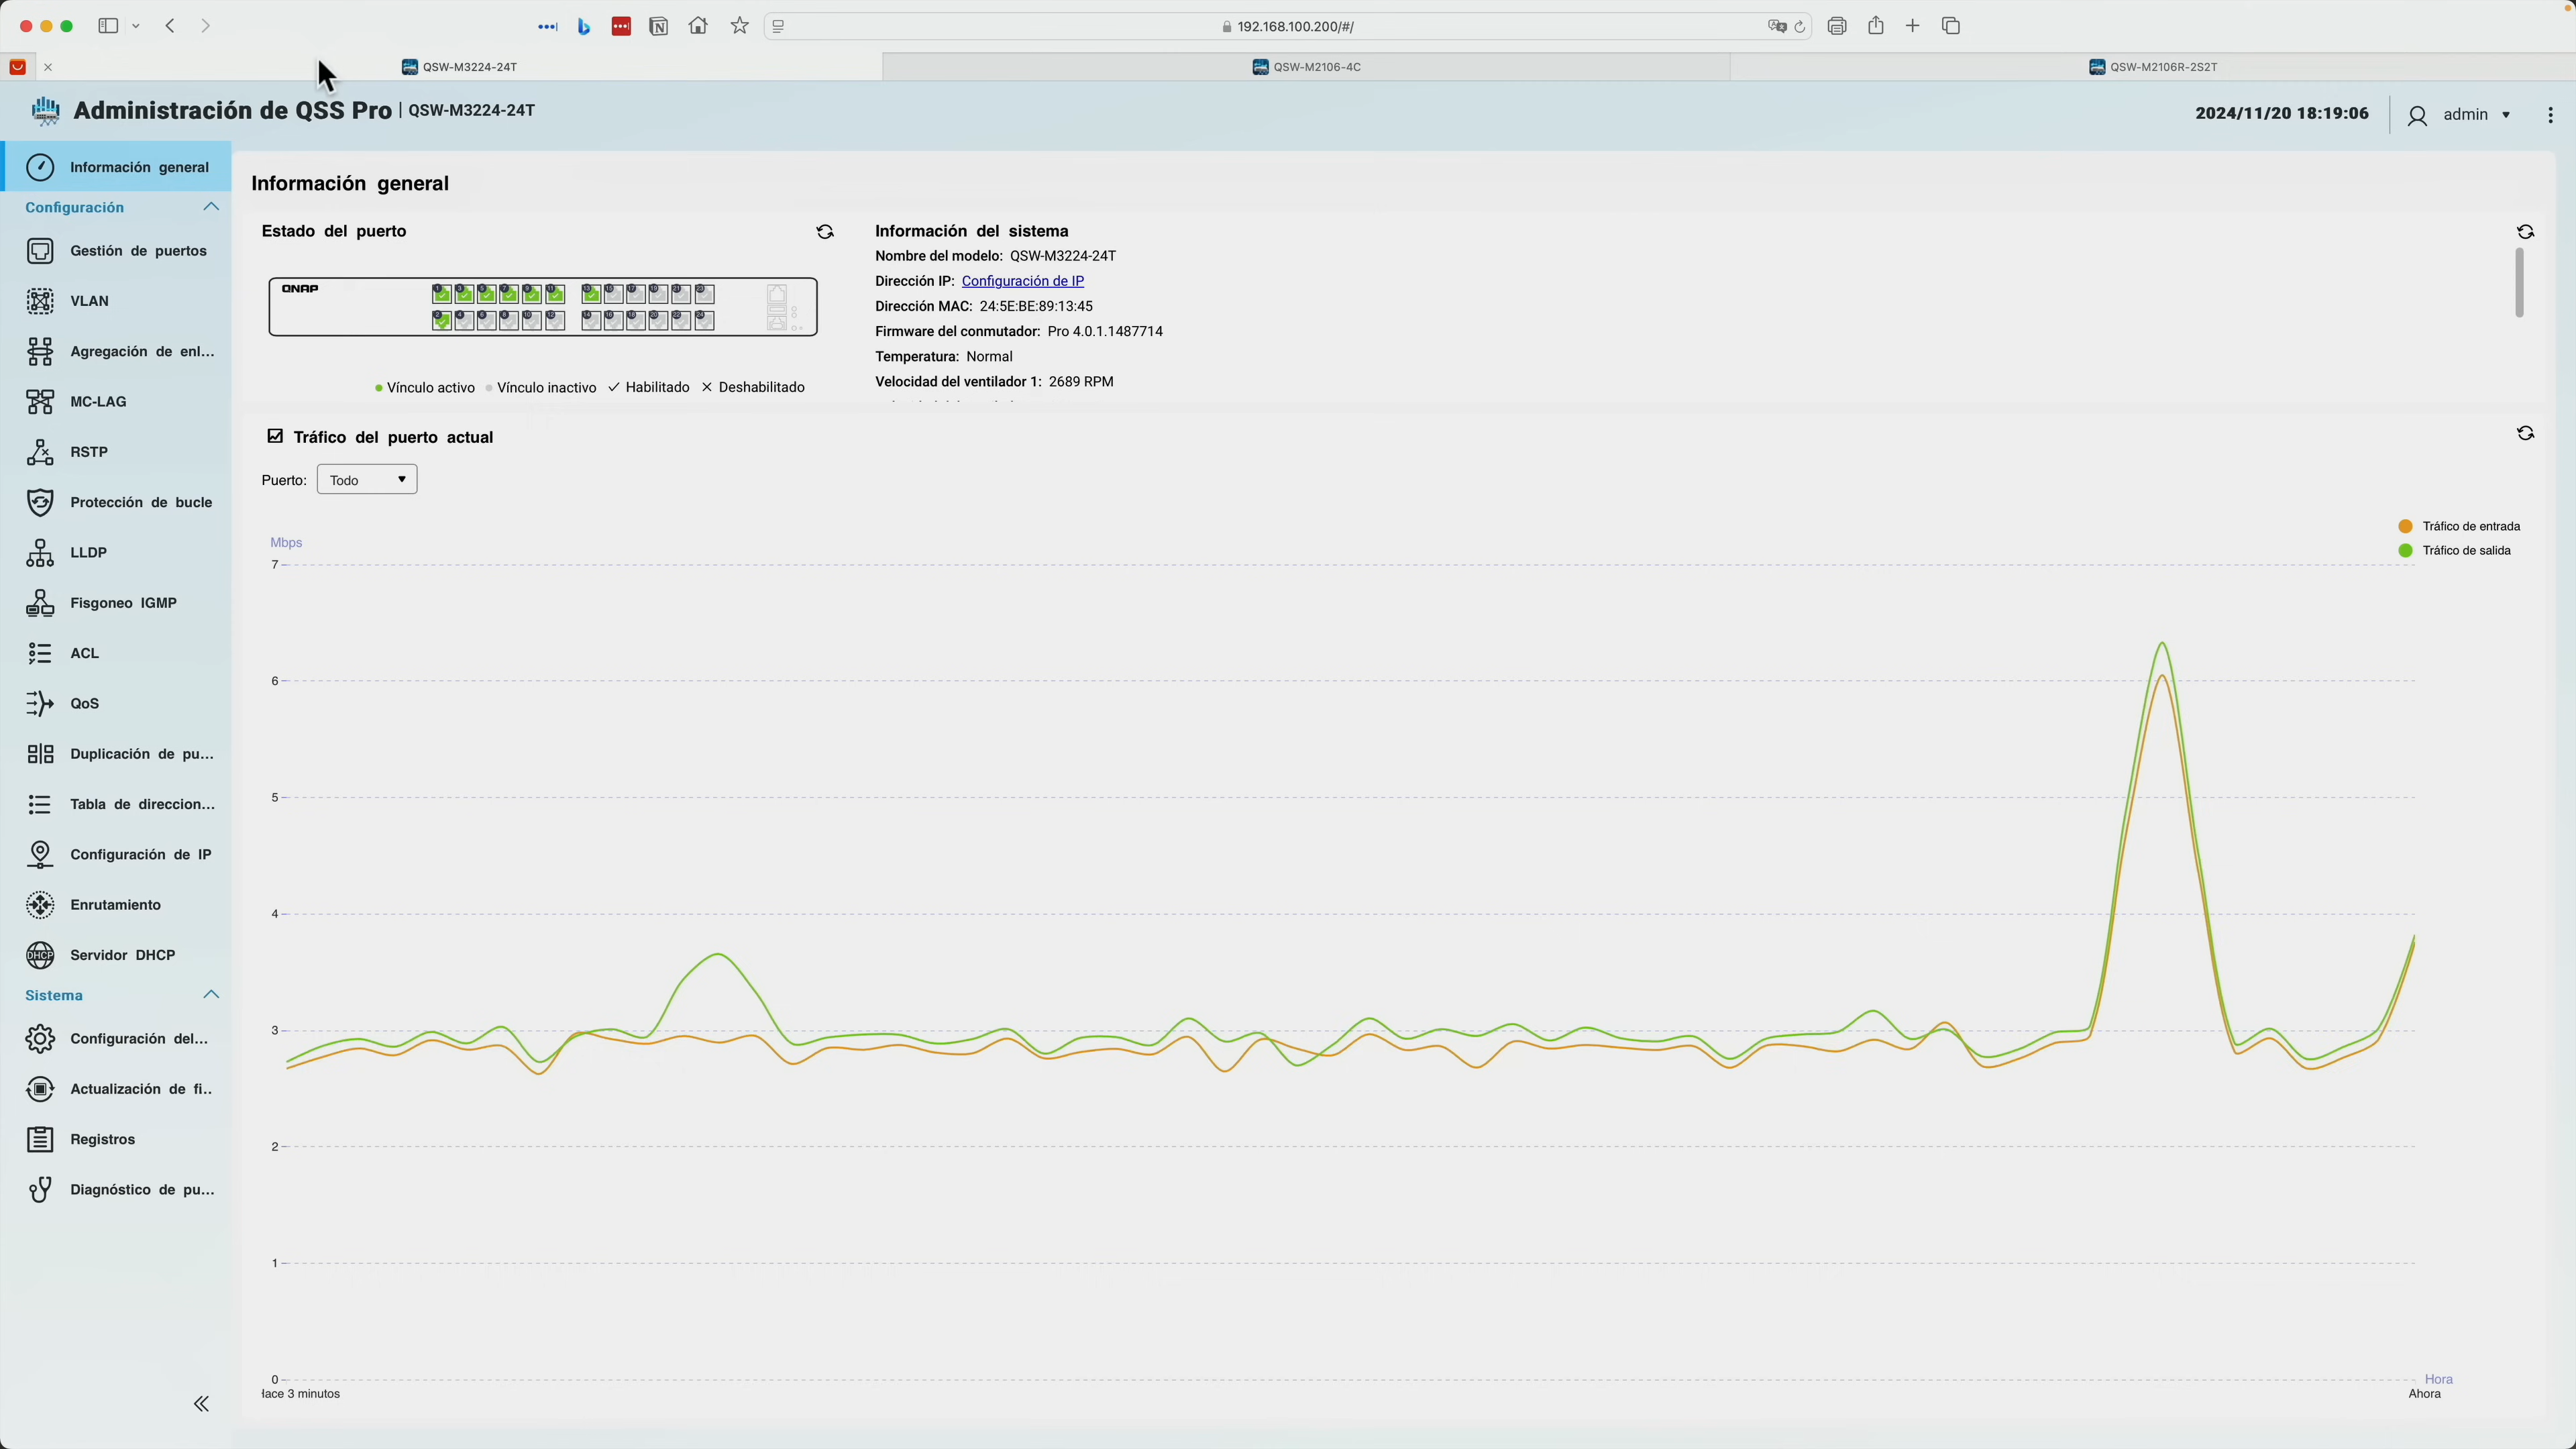 192.168.100.200/#/
QSW-M3224-24T
QSW-M2106-4C
QSW-M2106R-2S2T
Administración de QSS Pro | QSW-M3224-24T
2024/11/20 18:19:06
admin
Información general
Configuración
Gestión de puertos
VLAN
Agregación de enl...
MC-LAG
RSTP
Protección de bucle
LLDP
Fisgoneo IGMP
ACL
QoS
Duplicación de pu...
Tabla de direccion...
Configuración de IP
Enrutamiento
DHCP
Servidor DHCP
Sistema
Configuración del...
Actualización de fi...
Registros
Diagnóstico de pu...
Información general
Estado del puerto
QNAP
Vínculo activo
Vínculo inactivo
Habilitado
Deshabilitado
Información del sistema
Nombre del modelo: QSW-M3224-24T
Dirección IP: Configuración de IP
Dirección MAC: 24:5E:BE:89:13:45
Firmware del conmutador: Pro 4.0.1.1487714
Temperatura: Normal
Velocidad del ventilador 1: 2689 RPM
Tráfico del puerto actual
Puerto: Todo
Tráfico de entrada
Tráfico de salida
Mbps
7
6
5
4
3
2
1
0
Hace 3 minutos
Hora
Ahora